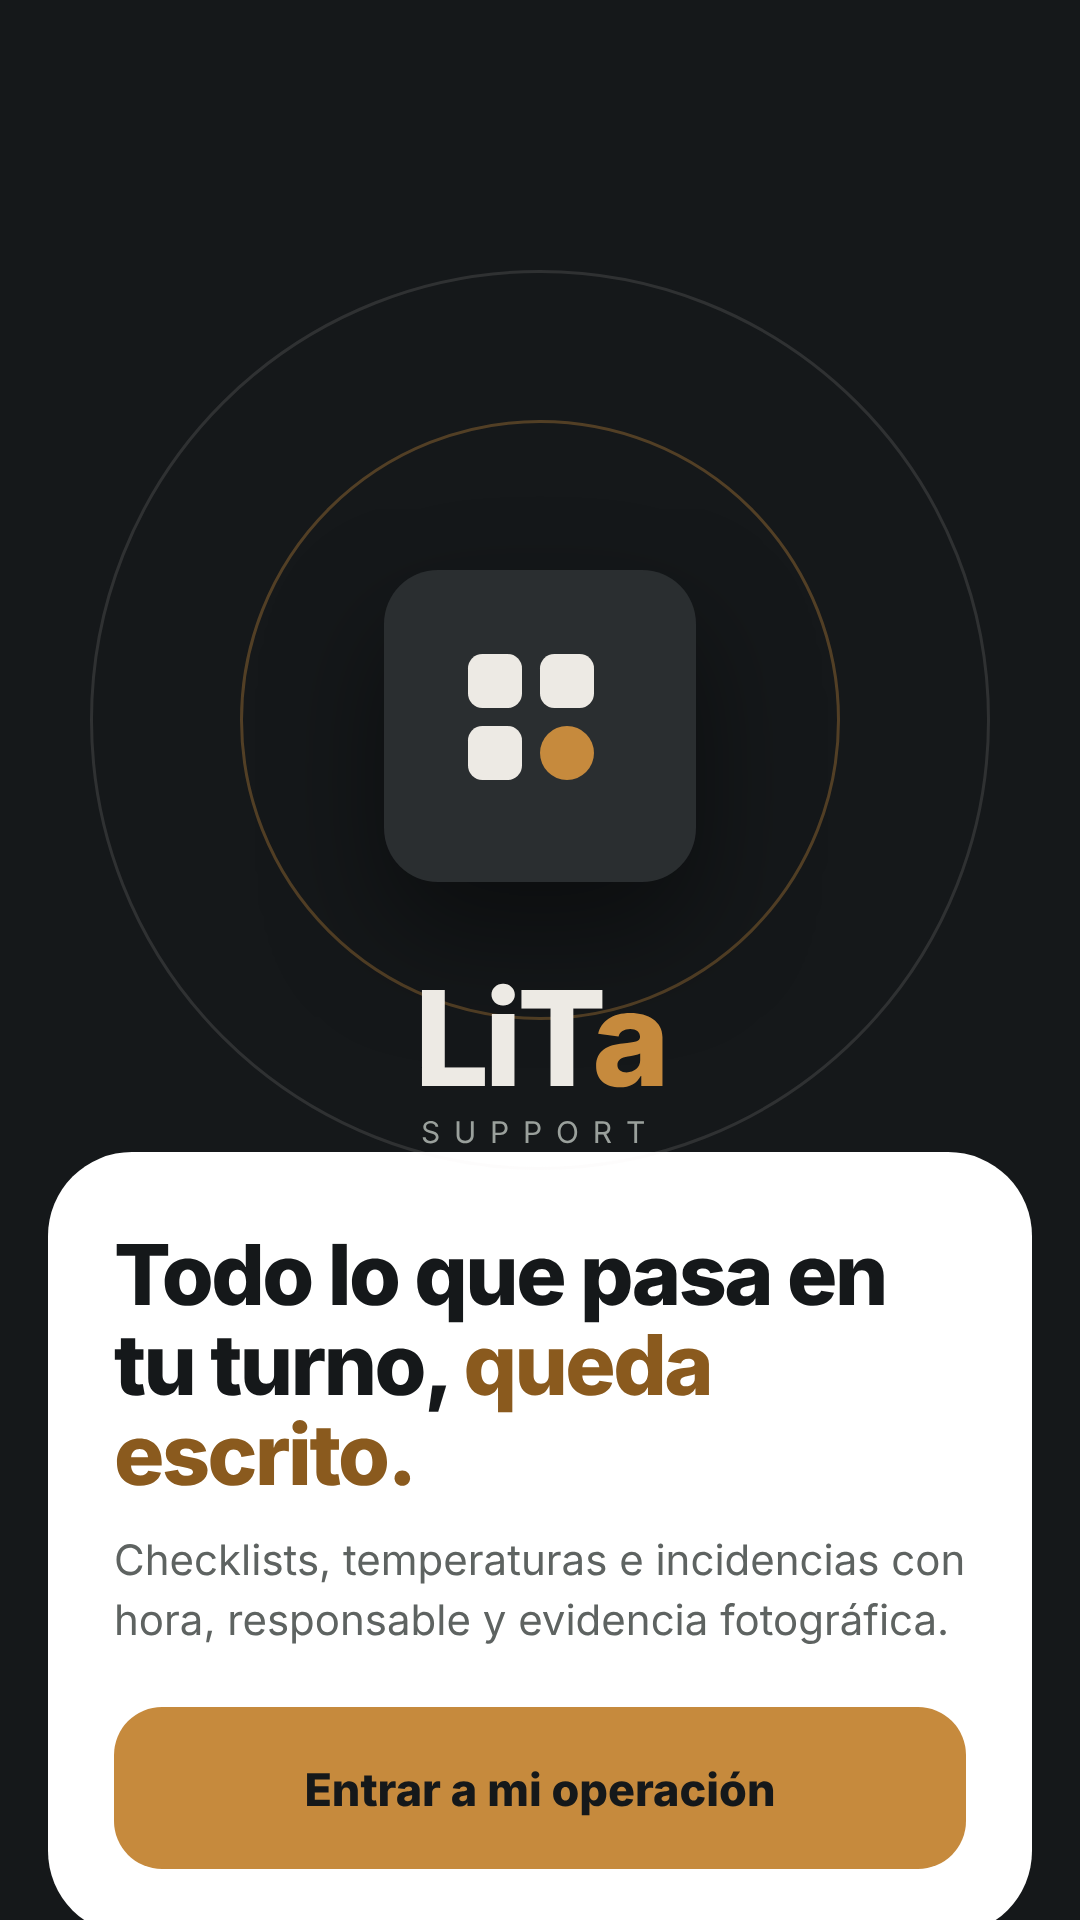 LiTa
SUPPORT
Todo lo que pasa en
tu turno, queda
escrito.
Checklists, temperaturas e incidencias con
hora, responsable y evidencia fotográfica.
Entrar a mi operación